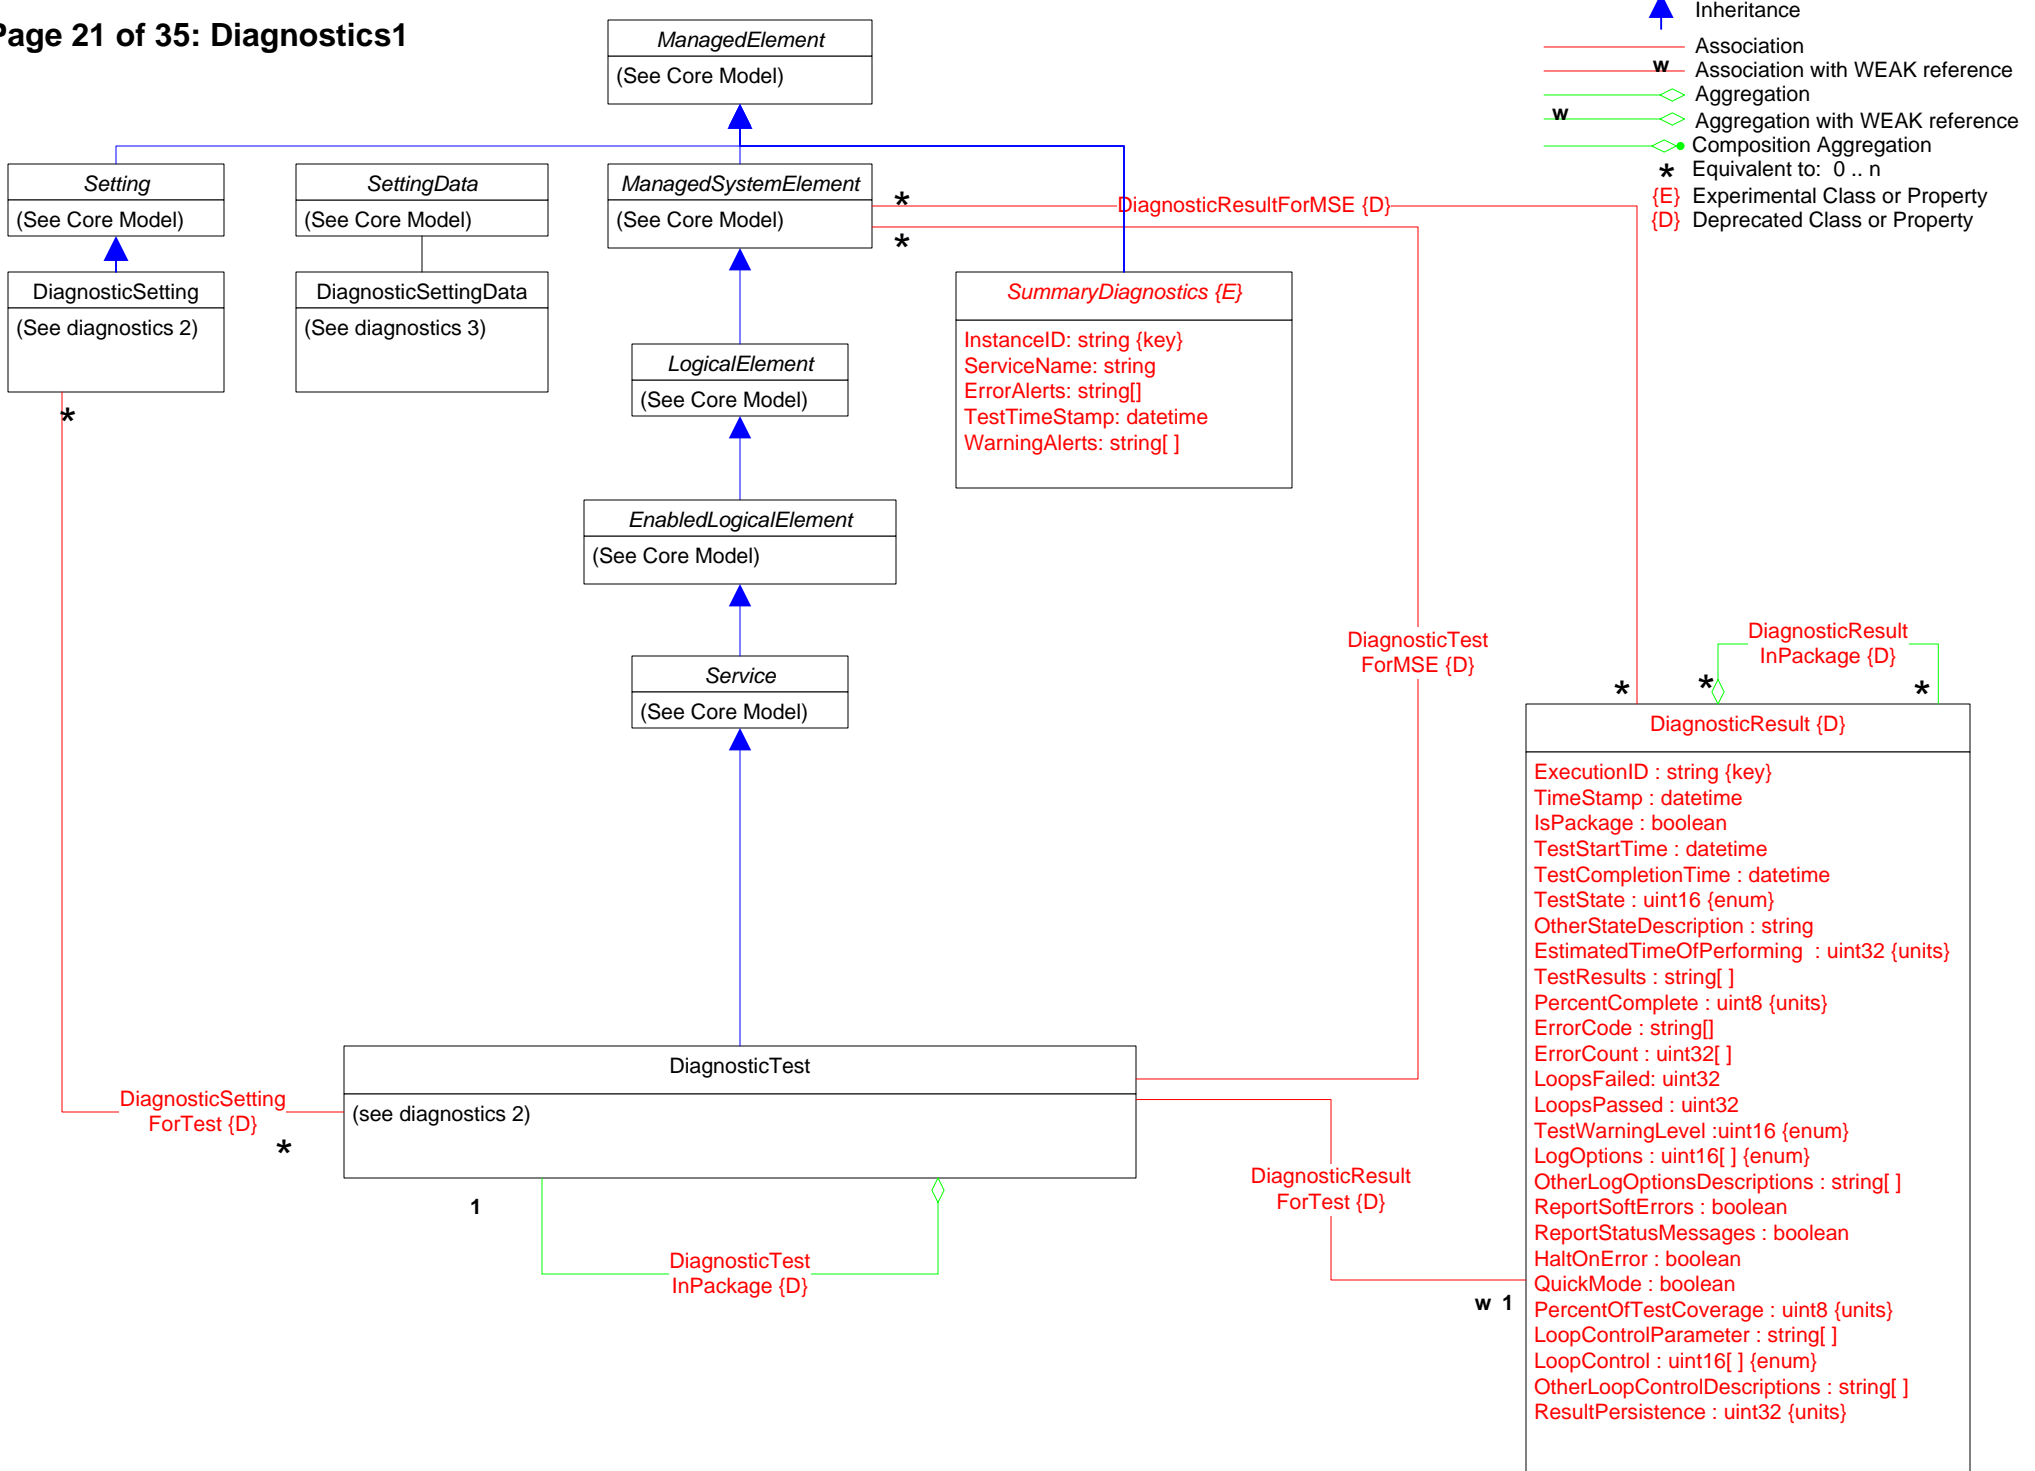 Page 21 of 35: Diagnostics1
Inheritance
Association
w Association with WEAK reference
Aggregation
w Aggregation with WEAK reference
Composition Aggregation
* Equivalent to: 0 .. n
{E} Experimental Class or Property
{D} Deprecated Class or Property
ManagedElement
(See Core Model)
Setting
(See Core Model)
SettingData
(See Core Model)
ManagedSystemElement
(See Core Model)
*
*
DiagnosticResultForMSE {D}
DiagnosticSetting
(See diagnostics 2)
*
DiagnosticSettingData
(See diagnostics 3)
SummaryDiagnostics {E}
InstanceID: string {key}
ServiceName: string
ErrorAlerts: string[]
TestTimeStamp: datetime
WarningAlerts: string[ ]
LogicalElement
(See Core Model)
EnabledLogicalElement
(See Core Model)
Service
(See Core Model)
DiagnosticTest
ForMSE {D}
DiagnosticResult
InPackage {D}
*
*
*
DiagnosticResult {D}
ExecutionID : string {key}
TimeStamp : datetime
IsPackage : boolean
TestStartTime : datetime
TestCompletionTime : datetime
TestState : uint16 {enum}
OtherStateDescription : string
EstimatedTimeOfPerforming : uint32 {units}
TestResults : string[ ]
PercentComplete : uint8 {units}
ErrorCode : string[]
ErrorCount : uint32[ ]
LoopsFailed: uint32
LoopsPassed : uint32
TestWarningLevel :uint16 {enum}
LogOptions : uint16[ ] {enum}
OtherLogOptionsDescriptions : string[ ]
ReportSoftErrors : boolean
ReportStatusMessages : boolean
HaltOnError : boolean
QuickMode : boolean
PercentOfTestCoverage : uint8 {units}
LoopControlParameter : string[ ]
LoopControl : uint16[ ] {enum}
OtherLoopControlDescriptions : string[ ]
ResultPersistence : uint32 {units}
DiagnosticTest
(see diagnostics 2)
DiagnosticSetting
ForTest {D}
*
1
DiagnosticTest
InPackage {D}
DiagnosticResult
ForTest {D}
w 1